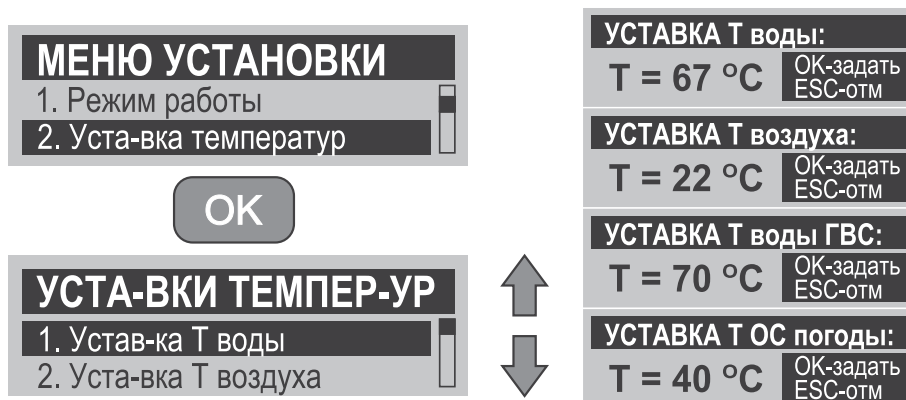 МЕНЮ УСТАНОВКИ
1. Режим работы
2. Уста-вка температур
OK
УСТА-ВКИ ТЕМПЕР-УР
1. Устав-ка Т воды
2. Уста-вка Т воздуха
УСТАВКА Т воды:
T = 67 °C
OK-задать
ESC-отм
УСТАВКА Т воздуха:
T = 22 °C
OK-задать
ESC-отм
УСТАВКА Т воды ГВС:
T = 70 °C
OK-задать
ESC-отм
УСТАВКА Т ОС погоды:
T = 40 °C
OK-задать
ESC-отм